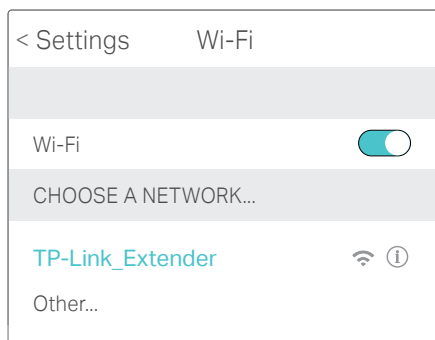 < Settings Wi-Fi
Wi-Fi
CHOOSE A NETWORK...
TP-Link_Extender
Other...